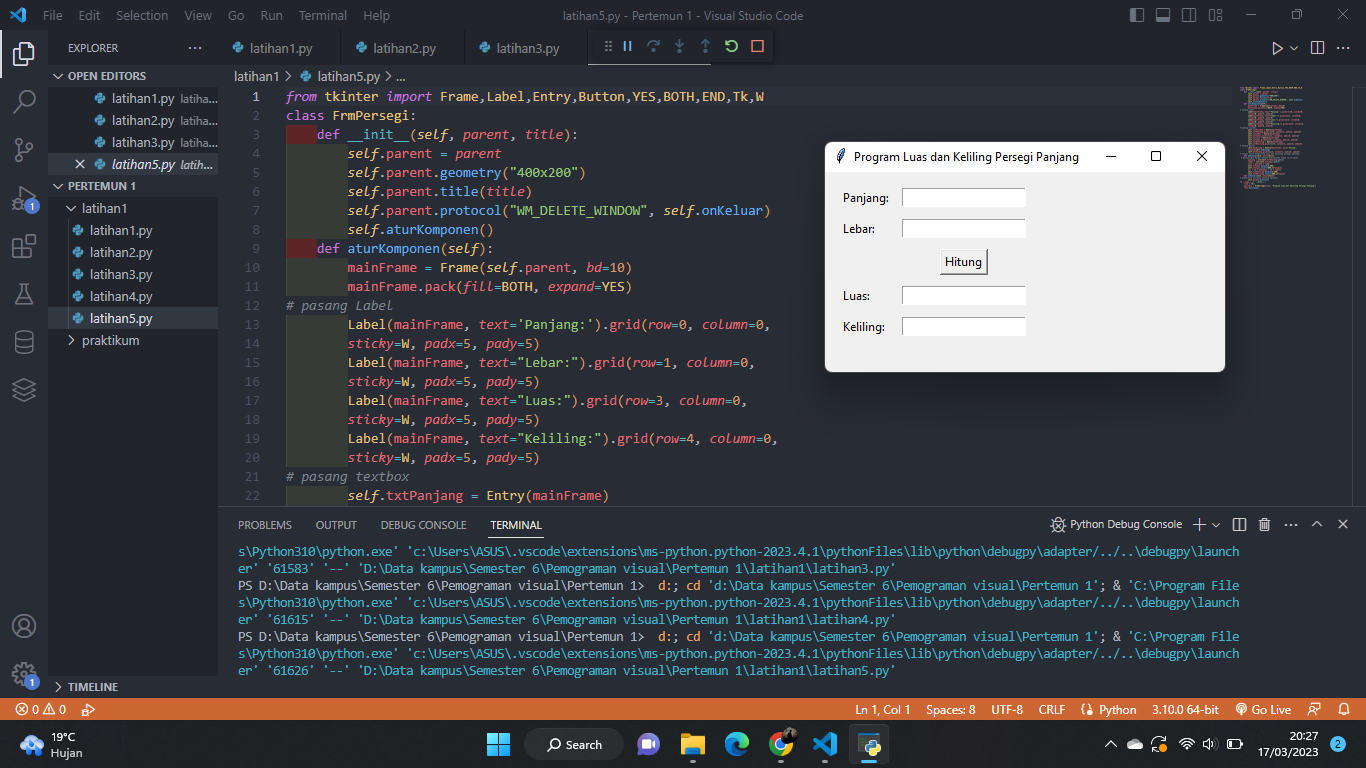 File Edit Selection View Go Run Terminal Help latihan5.py - Pertemun 1 - Visual Studio Code
EXPLORER
latihan1.py latihan2.py latihan3.py
OPEN EDITORS
latihan1.py latiha...
latihan2.py latiha...
latihan3.py latiha...
latihan5.py latih...
PERTEMUN 1
latihan1
latihan1.py
latihan2.py
latihan3.py
latihan4.py
latihan5.py
praktikum
TIMELINE
latihan1 > latihan5.py > ...
1 from tkinter import Frame,Label,Entry,Button,YES,BOTH,END,Tk,W
2 class FrmPersegi:
3 def __init__(self, parent, title):
4 self.parent = parent
5 self.parent.geometry("400x200")
6 self.parent.title(title)
7 self.parent.protocol("WM_DELETE_WINDOW", self.onKeluar)
8 self.aturKomponen()
9 def aturKomponen(self):
10 mainFrame = Frame(self.parent, bd=10)
11 mainFrame.pack(fill=BOTH, expand=YES)
12 # pasang Label
13 Label(mainFrame, text='Panjang:').grid(row=0, column=0,
14 sticky=W, padx=5, pady=5)
15 Label(mainFrame, text="Lebar:").grid(row=1, column=0,
16 sticky=W, padx=5, pady=5)
17 Label(mainFrame, text="Luas:").grid(row=3, column=0,
18 sticky=W, padx=5, pady=5)
19 Label(mainFrame, text="Keliling:").grid(row=4, column=0,
20 sticky=W, padx=5, pady=5)
21 # pasang textbox
22 self.txtPanjang = Entry(mainFrame)
Program Luas dan Keliling Persegi Panjang
Panjang:
Lebar:
Hitung
Luas:
Keliling:
PROBLEMS OUTPUT DEBUG CONSOLE TERMINAL Python Debug Console
s\Python310\python.exe' 'c:\Users\ASUS\.vscode\extensions\ms-python.python-2023.4.1\pythonFiles\lib\python\debugpy\adapter/../..\debugpy\launch
er' '61583' '--' 'D:\Data kampus\Semester 6\Pemograman visual\Pertemun 1\latihan1\latihan3.py'
PS D:\Data kampus\Semester 6\Pemograman visual\Pertemun 1> d:; cd 'd:\Data kampus\Semester 6\Pemograman visual\Pertemun 1'; & 'C:\Program File
s\Python310\python.exe' 'c:\Users\ASUS\.vscode\extensions\ms-python.python-2023.4.1\pythonFiles\lib\python\debugpy\adapter/../..\debugpy\launch
er' '61615' '--' 'D:\Data kampus\Semester 6\Pemograman visual\Pertemun 1\latihan1\latihan4.py'
PS D:\Data kampus\Semester 6\Pemograman visual\Pertemun 1> d:; cd 'd:\Data kampus\Semester 6\Pemograman visual\Pertemun 1'; & 'C:\Program File
s\Python310\python.exe' 'c:\Users\ASUS\.vscode\extensions\ms-python.python-2023.4.1\pythonFiles\lib\python\debugpy\adapter/../..\debugpy\launch
er' '61626' '--' 'D:\Data kampus\Semester 6\Pemograman visual\Pertemun 1\latihan1\latihan5.py'
1
1
0 0 Ln 1, Col 1 Spaces: 8 UTF-8 CRLF Python 3.10.0 64-bit Go Live
19°C
Hujan
Search
20:27
17/03/2023
2